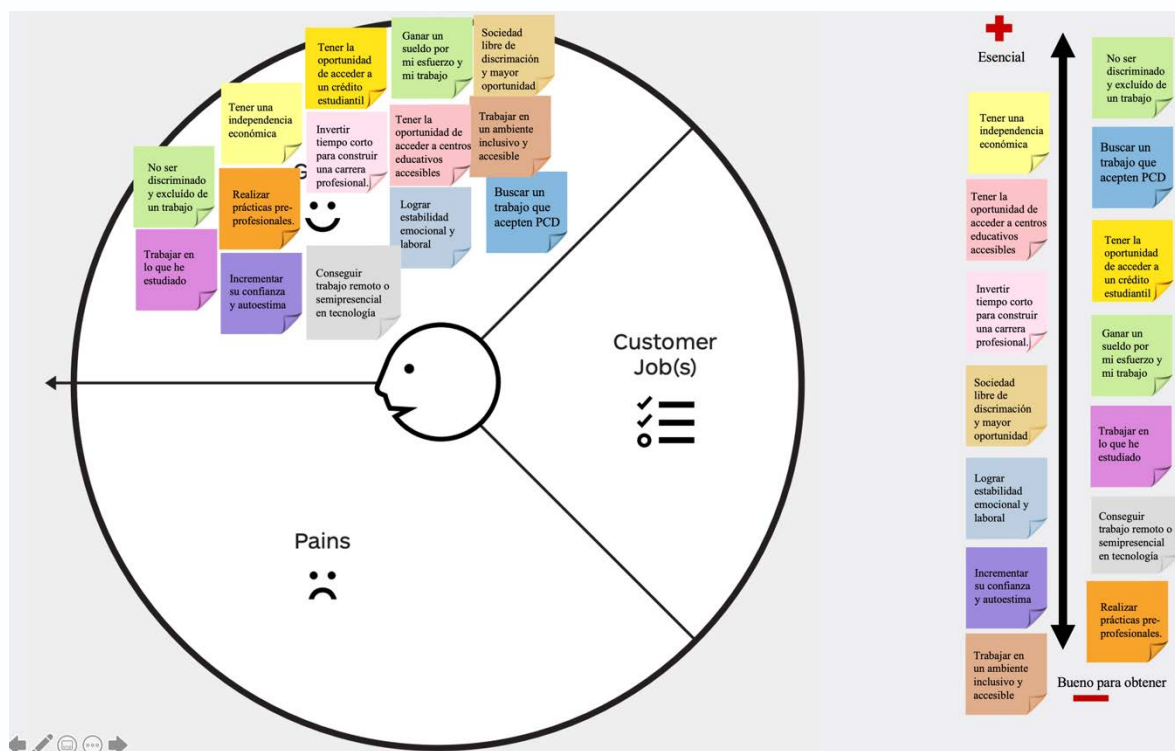 Tener la
oportunidad
de acceder a
un crédito
estudiantil
Ganar un
sueldo por
mi esfuerzo y
mi trabajo
Sociedad
libre de
discrimación
y mayor
oportunidad
Tener una
independencia
económica
Invertir
tiempo corto
para construir
una carrera
profesional.
Tener la
oportunidad de
acceder a
centros
educativos
accesibles
Trabajar en
un ambiente
inclusivo y
accesible
No ser
discriminado
y excluído de
un trabajo
Realizar
prácticas pre-
profesionales.
Lograr
estabilidad
emocional y
laboral
Buscar un
trabajo que
acepten PCD
Trabajar en
lo que he
estudiado
Incrementar
su confianza
y autoestima
Conseguir
trabajo remoto o
semipresencial
en tecnología
G
Customer
Job(s)
Pains
Esencial
Tener una
independencia
económica
Tener la
oportunidad de
acceder a centros
educativos
accesibles
Invertir
tiempo corto
para construir
una carrera
profesional.
Sociedad
libre de
discrimación
y mayor
oportunidad
Lograr
estabilidad
emocional y
laboral
Incrementar
su confianza
y autoestima
Trabajar en
un ambiente
inclusivo y
accesible
No ser
discriminado
y excluído de
un trabajo
Buscar un
trabajo que
acepten PCD
Tener la
oportunidad
de acceder a
un crédito
estudiantil
Ganar un
sueldo por
mi esfuerzo y
mi trabajo
Trabajar en
lo que he
estudiado
Conseguir
trabajo remoto o
semipresencial
en tecnología
Realizar
prácticas pre-
profesionales.
Bueno para obtener